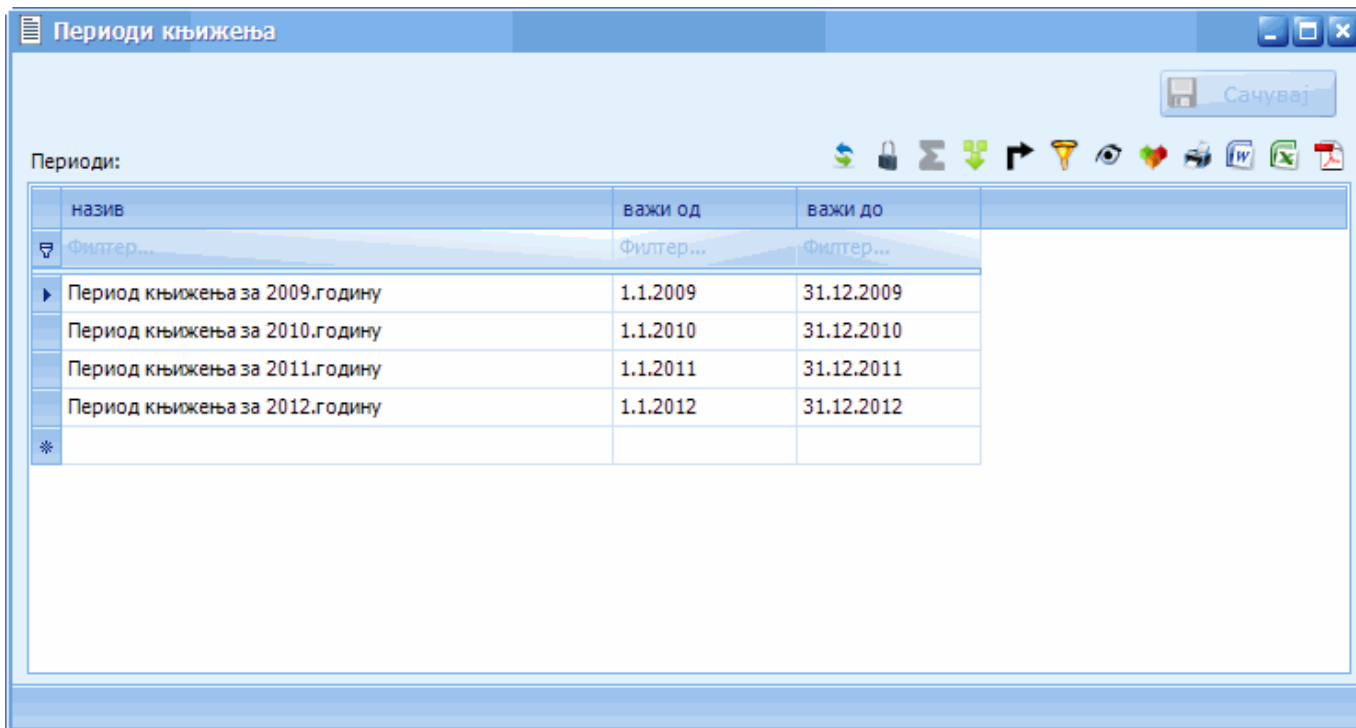 Периоди књижења
Сачувај
Периоди:
назив важи од важи до
Филтер... Филтер... Филтер...
Период књижења за 2009.годину 1.1.2009 31.12.2009
Период књижења за 2010.годину 1.1.2010 31.12.2010
Период књижења за 2011.годину 1.1.2011 31.12.2011
Период књижења за 2012.годину 1.1.2012 31.12.2012